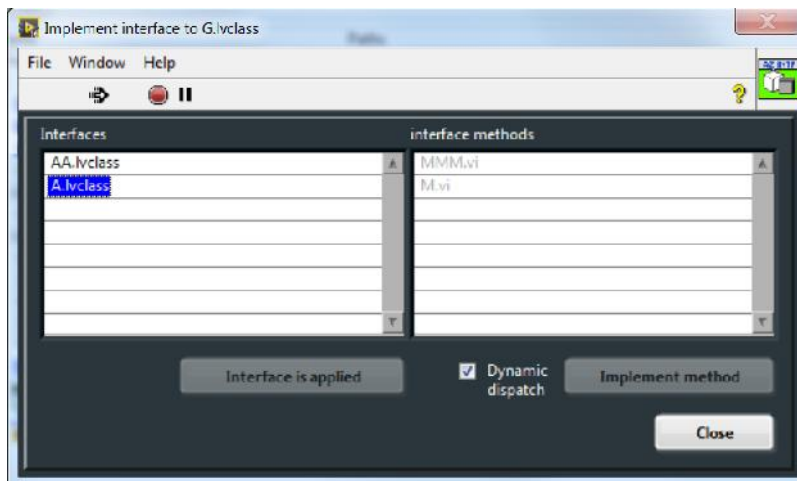 Implement interface to G.lvclass
File Window Help
Interfaces
interface methods
AA.lvclass
A.lvclass
MMM.vi
M.vi
Interface is applied
Dynamic
dispatch
Implement method
Close